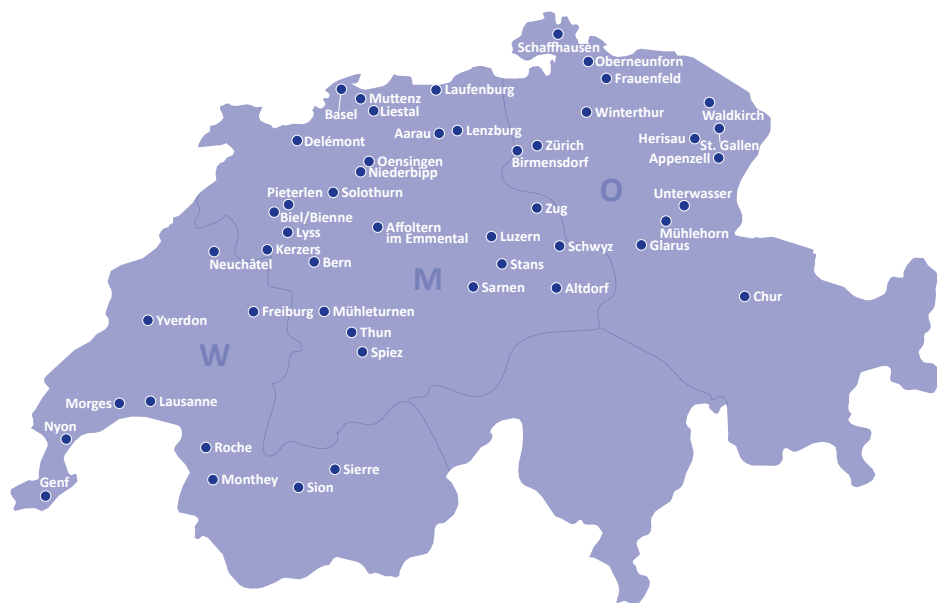 Schaffhausen
Oberneunforn
Frauenfeld
Laufenburg
Muttenz
Basel
Liestal
Winterthur
Waldkirch
Aarau
Lenzburg
Delémont
Zürich
Birmensdorf
Herisau
St. Gallen
Appenzell
Oensingen
Niederbipp
O
Pieterlen
Solothurn
Unterwasser
Biel/Bienne
Zug
Mühlehorn
Lyss
Affoltern
im Emmental
Luzern
Schwyz
Glarus
Neuchâtel
Kerzers
Bern
Stans
M
Sarnen
Altdorf
Chur
Freiburg
Mühleturnen
Yverdon
Thun
W
Spiez
Morges
Lausanne
Nyon
Roche
Sierre
Genf
Monthey
Sion